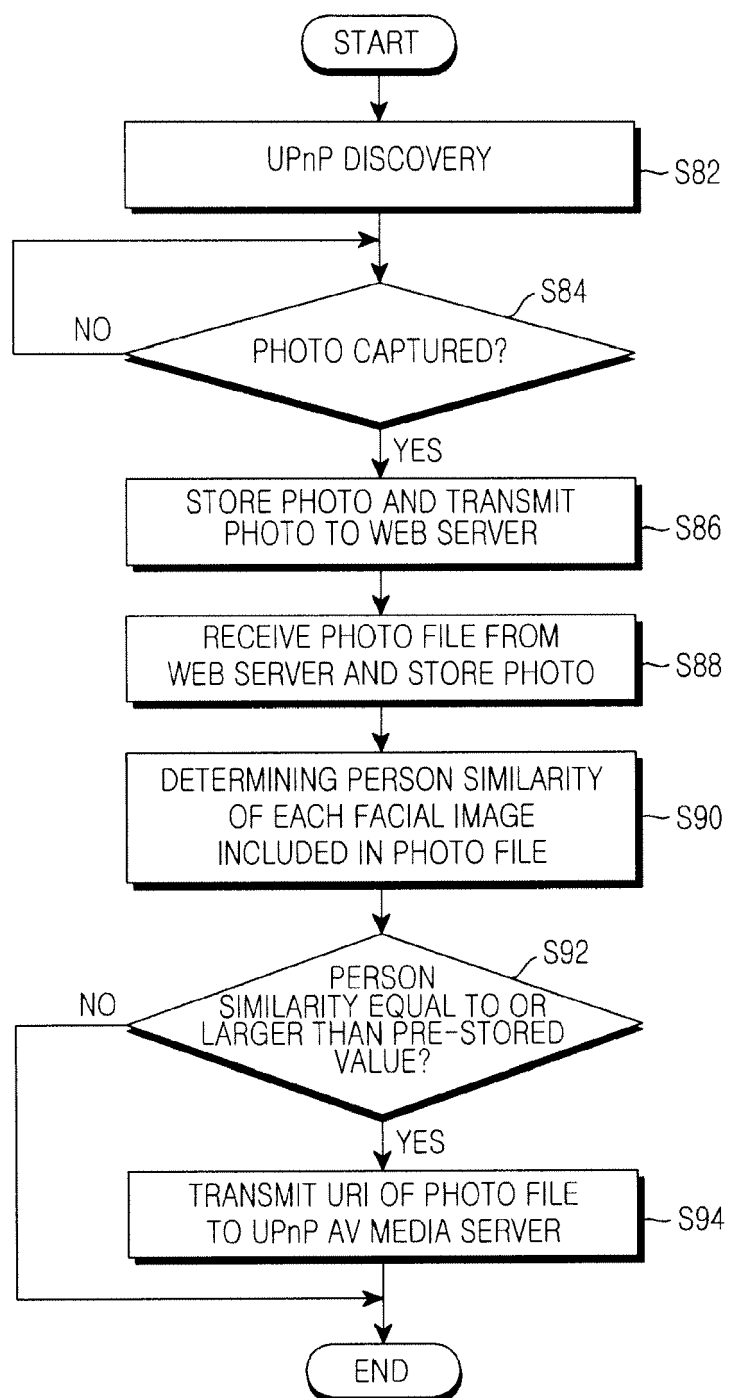 START
UPnP DISCOVERY
S82
S84
NO
PHOTO CAPTURED?
YES
STORE PHOTO AND TRANSMIT
PHOTO TO WEB SERVER
S86
RECEIVE PHOTO FILE FROM
WEB SERVER AND STORE PHOTO
S88
DETERMINING PERSON SIMILARITY
OF EACH FACIAL IMAGE
INCLUDED IN PHOTO FILE
S90
S92
NO
PERSON
SIMILARITY EQUAL TO OR
LARGER THAN PRE-STORED
VALUE?
YES
TRANSMIT URI OF PHOTO FILE
TO UPnP AV MEDIA SERVER
S94
END